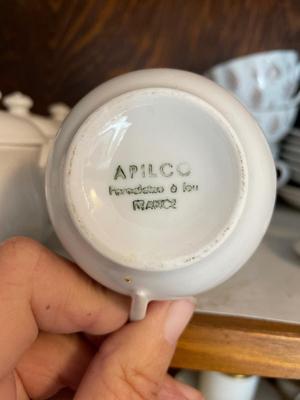 APILCO
Porcelaine à feu
FRANCE